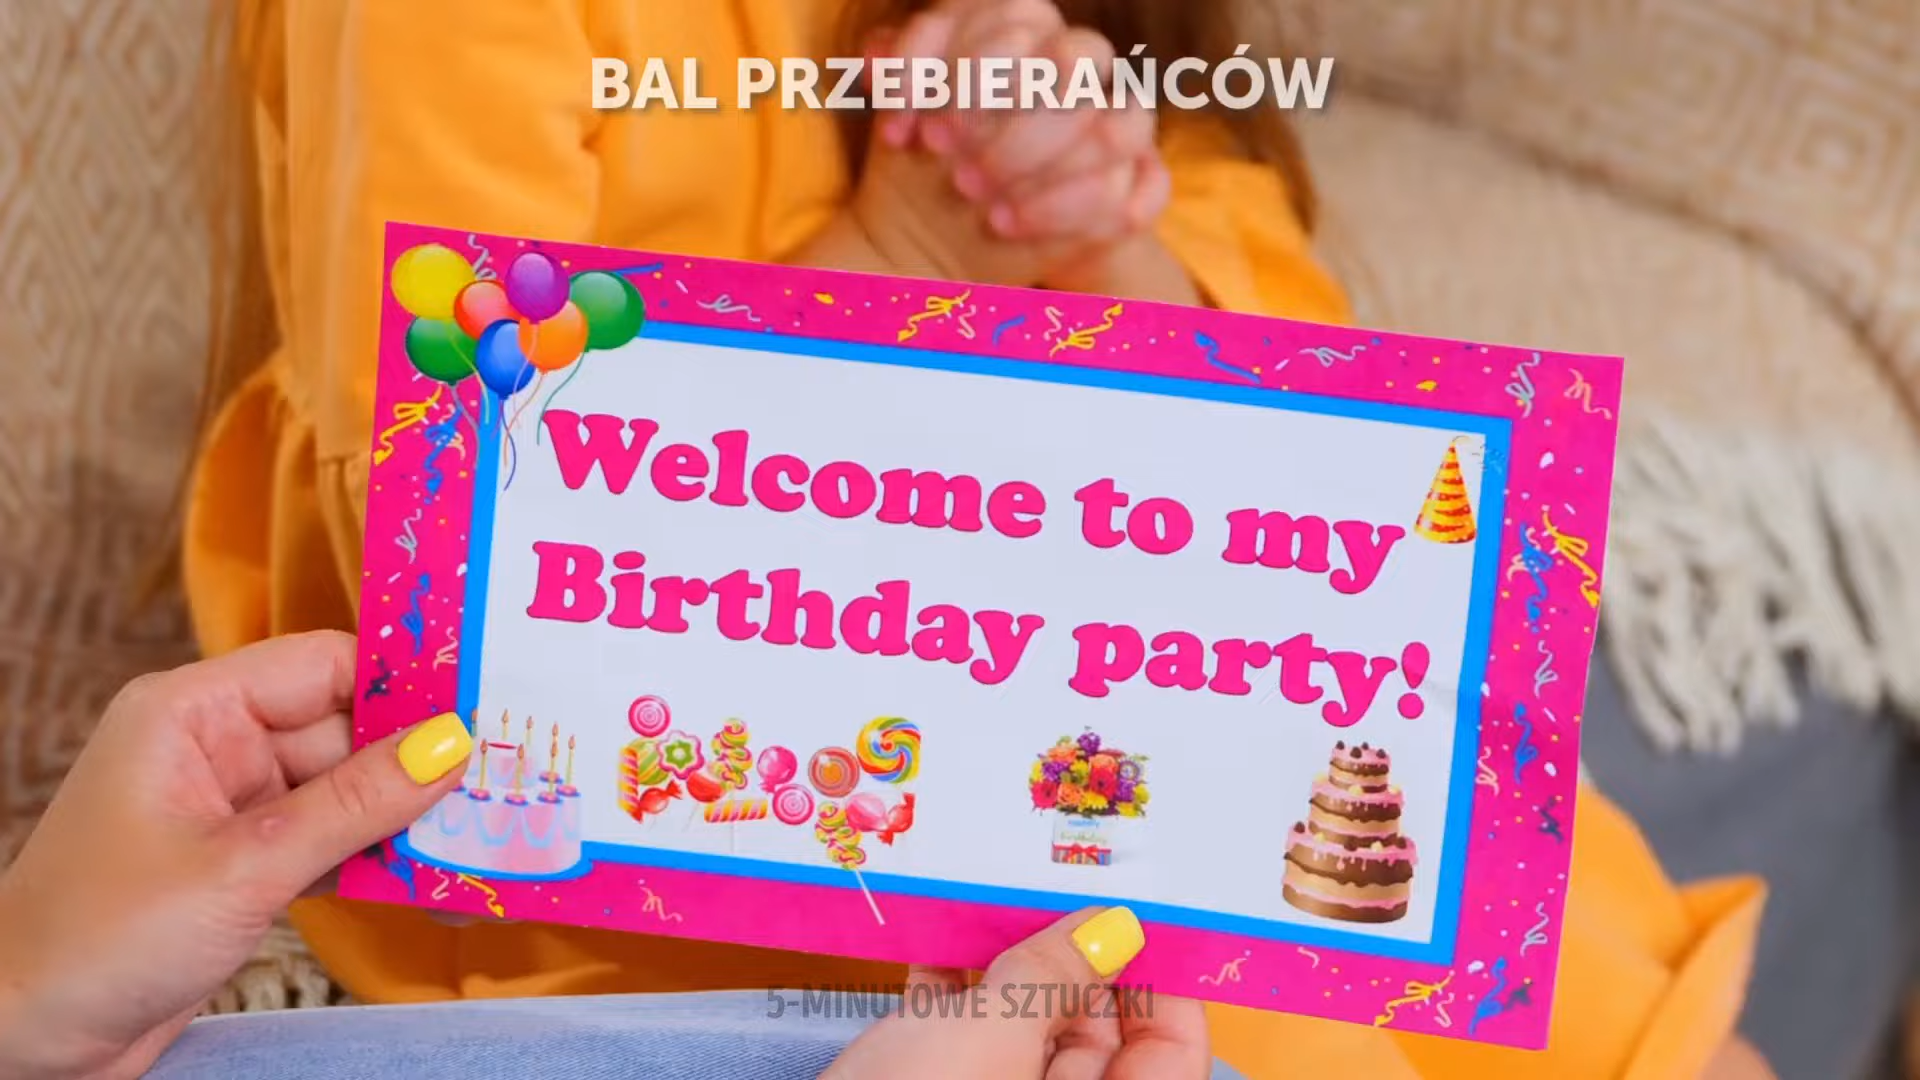 BAL PRZEBIERAŃCÓW
Welcome to my
Birthday party!
5-MINUTOWE SZTUCZKI